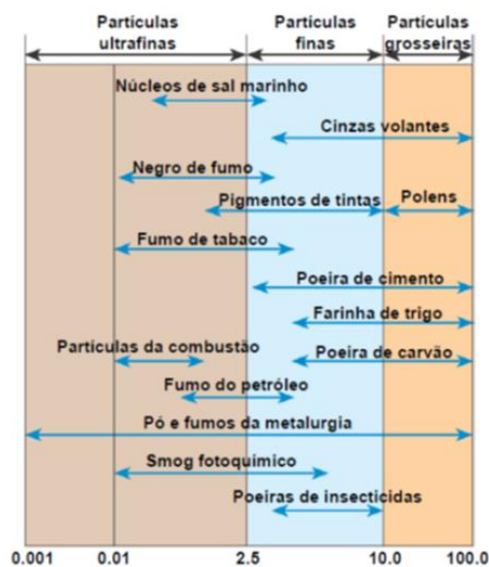 Partículas ultrafinas
Partículas finas
Partículas grosseiras
Núcleos de sal marinho
Cinzas volantes
Negro de fumo
Pigmentos de tintas
Polens
Fumo de tabaco
Poeira de cimento
Farinha de trigo
Partículas da combustão
Poeira de carvão
Fumo do petróleo
Pó e fumos da metalurgia
Smog fotoquímico
Poeiras de insecticidas
0.001 0.01 2.5 10.0 100.0